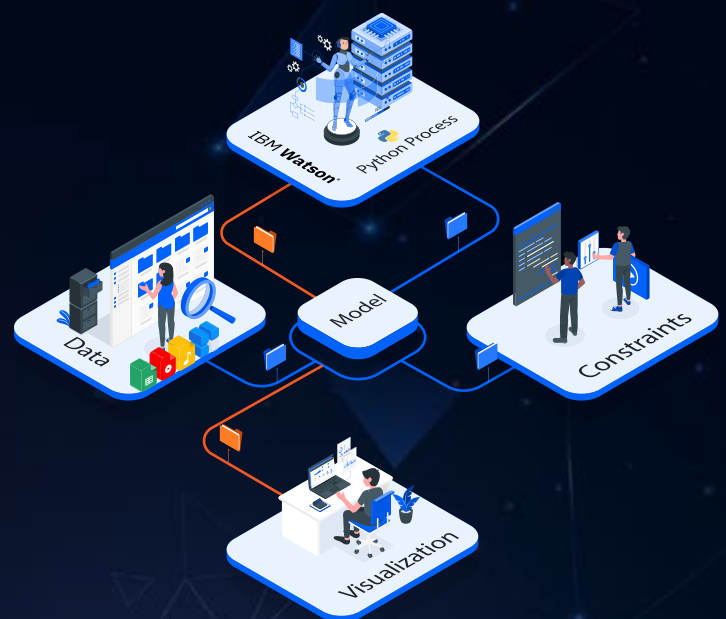 IBM Watson®
Python Process
Data
Model
Constraints
Visualization